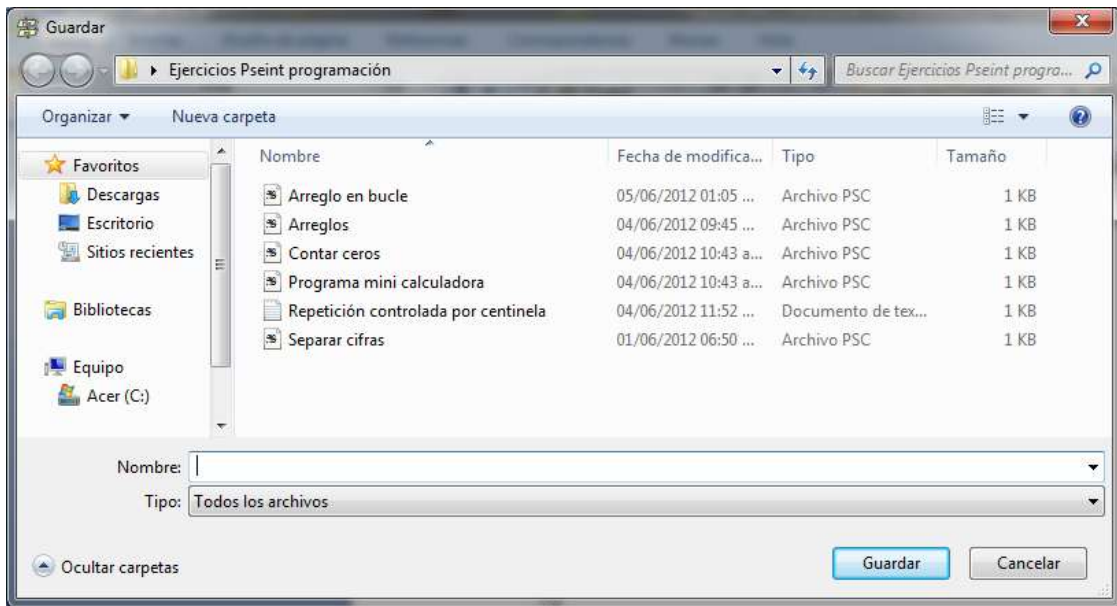 Guardar
Ejercicios Pseint programación
Buscar Ejercicios Pseint progra...
Organizar
Nueva carpeta
Favoritos
Descargas
Escritorio
Sitios recientes
Bibliotecas
Equipo
Acer (C:)
Nombre Fecha de modifica... Tipo Tamaño
Arreglo en bucle 05/06/2012 01:05 ... Archivo PSC 1 KB
Arreglos 04/06/2012 09:45 ... Archivo PSC 1 KB
Contar ceros 04/06/2012 10:43 a... Archivo PSC 1 KB
Programa mini calculadora 04/06/2012 10:43 a... Archivo PSC 1 KB
Repetición controlada por centinela 04/06/2012 11:52 ... Documento de tex... 1 KB
Separar cifras 01/06/2012 06:50 ... Archivo PSC 1 KB
Nombre:
Tipo: Todos los archivos
Ocultar carpetas
Guardar
Cancelar